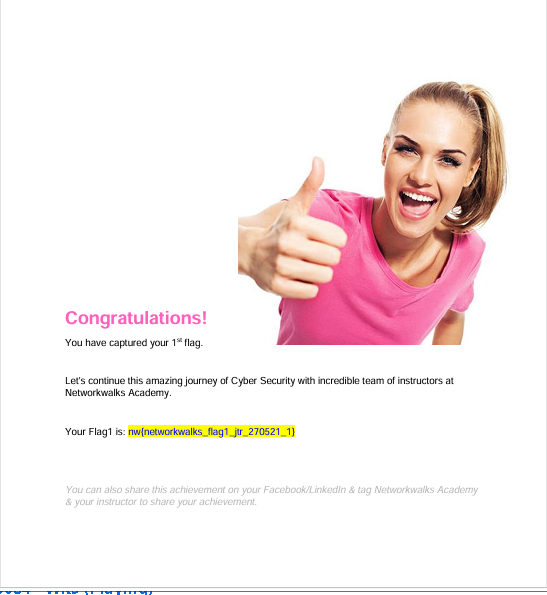 Congratulations!
You have captured your 1st flag.
Let's continue this amazing journey of Cyber Security with incredible team of instructors at
Networkwalks Academy.
Your Flag1 is: nw{networkwalks_flag1_jtr_270521_1}
You can also share this achievement on your Facebook/LinkedIn & tag Networkwalks Academy
& your instructor to share your achievement.